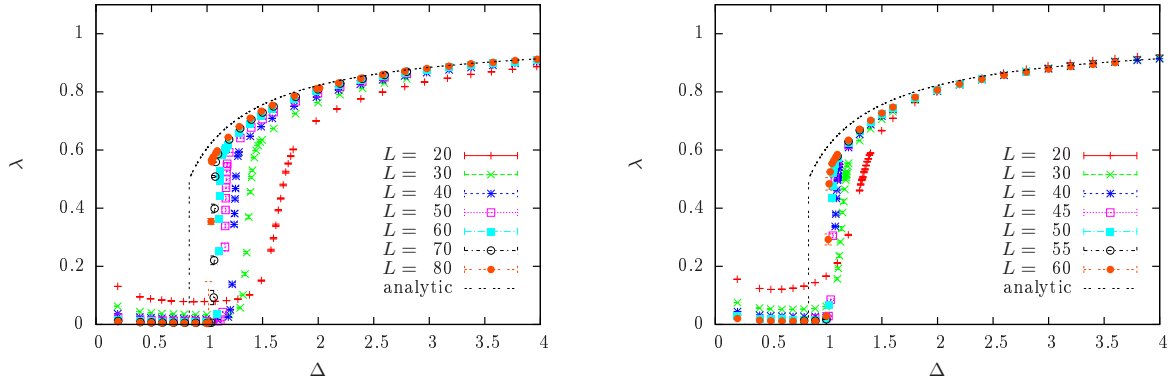 1
0.8
0.6
0.4
0.2
0
λ
0 0.5 1 1.5 2 2.5 3 3.5 4
Δ
L = 20
L = 30
L = 40
L = 50
L = 60
L = 70
L = 80
analytic
1
0.8
0.6
0.4
0.2
0
λ
0 0.5 1 1.5 2 2.5 3 3.5 4
Δ
L = 20
L = 30
L = 40
L = 45
L = 50
L = 55
L = 60
analytic